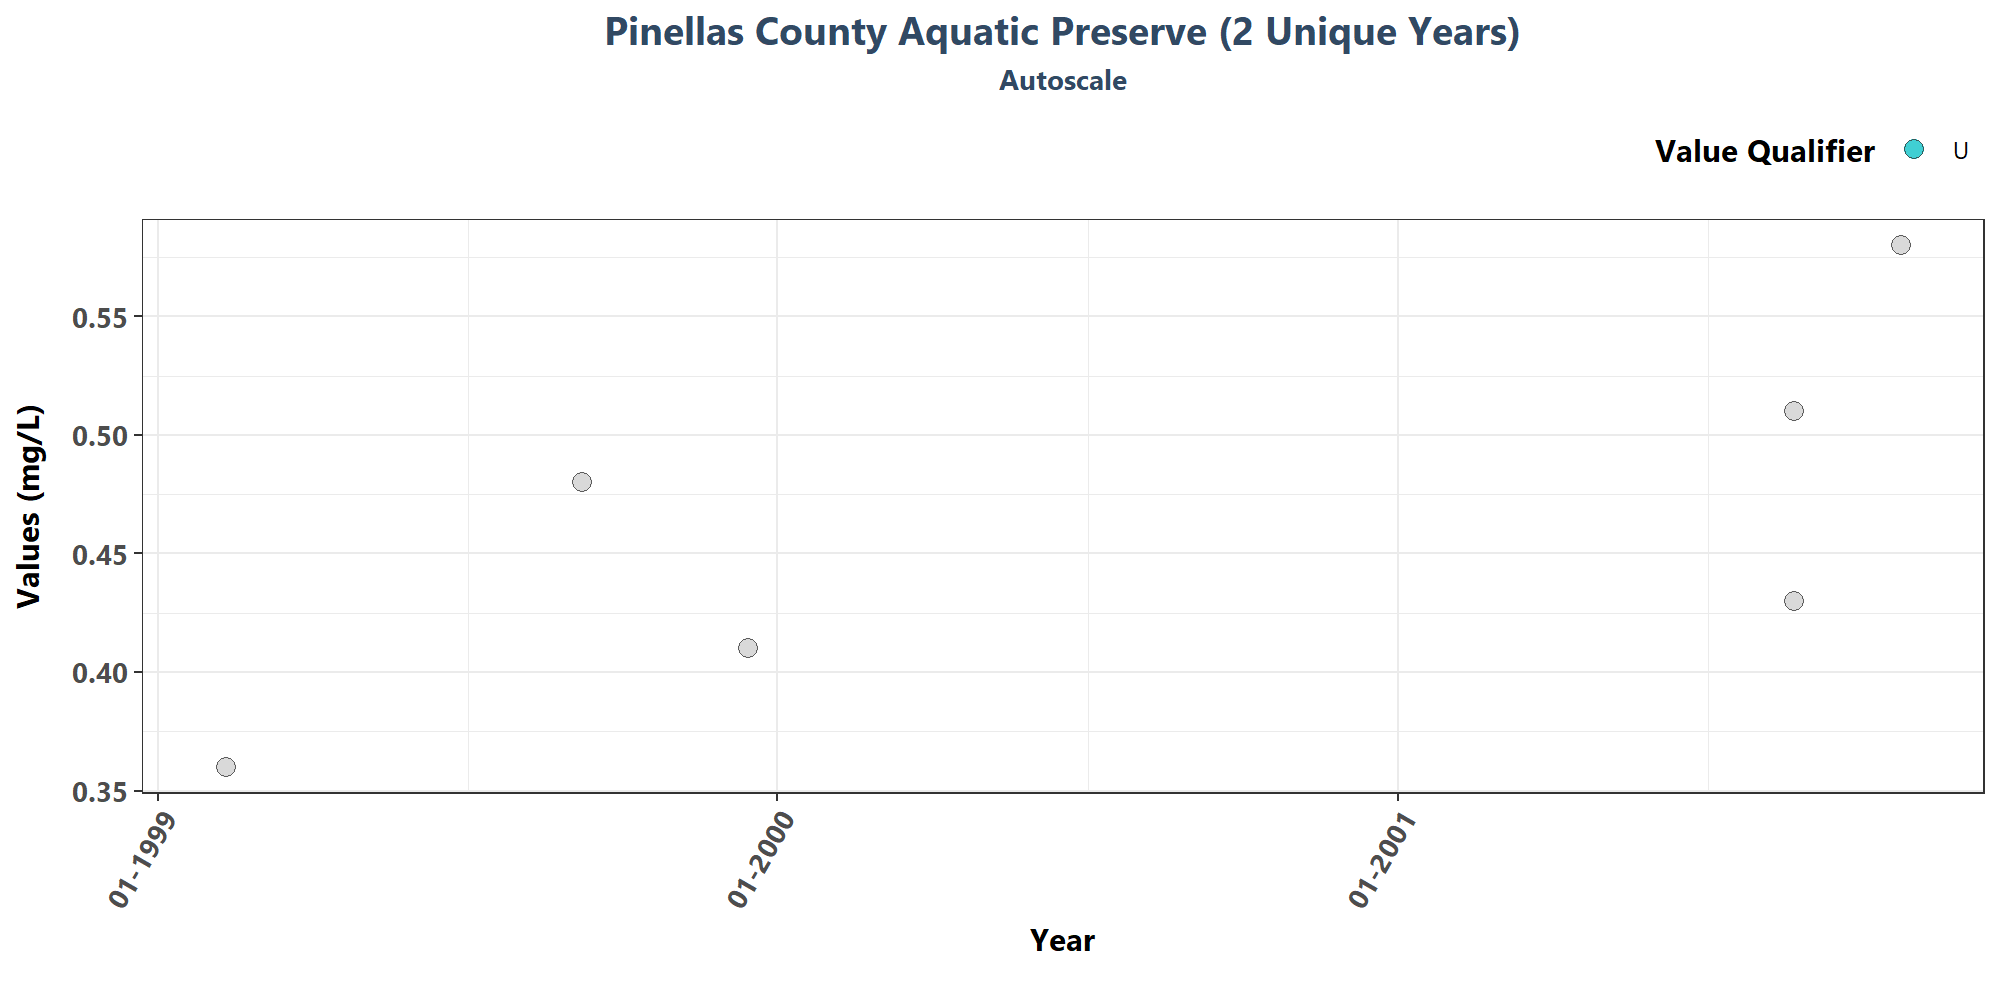 Pinellas County Aquatic Preserve (2 Unique Years)
Autoscale
Value Qualifier U
Values (mg/L)
0.55
0.50
0.45
0.40
0.35
01-1999 01-2000 01-2001
Year